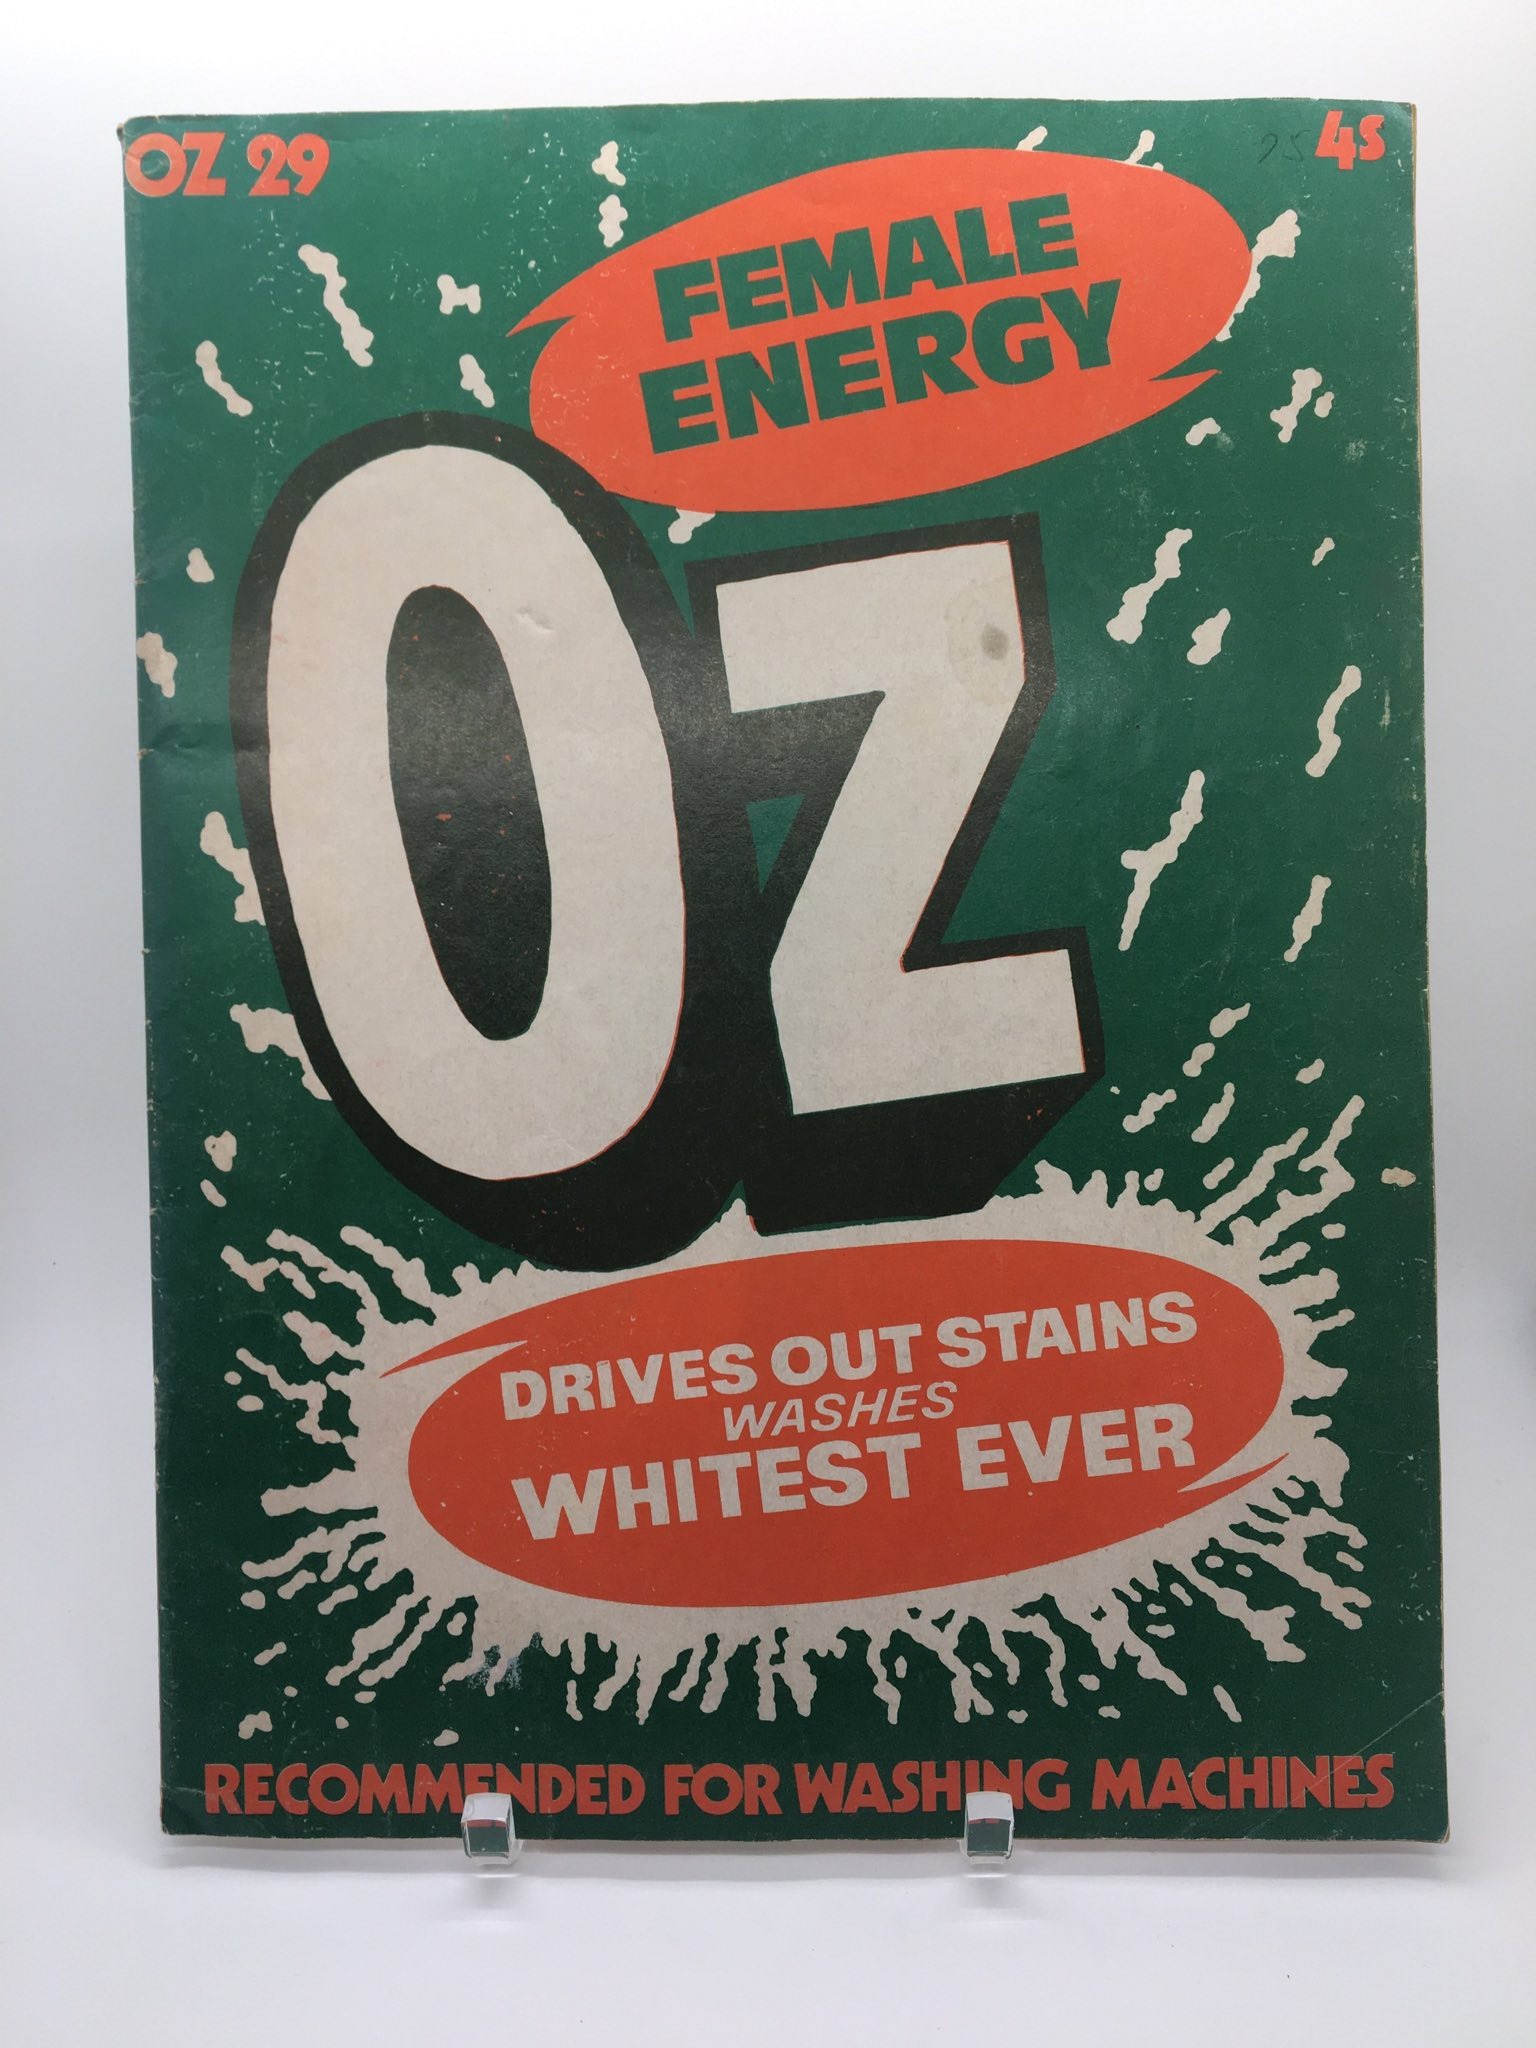 OZ 29
25 4s
FEMALE
ENERGY
OZ
DRIVES OUT STAINS
WASHES
WHITEST EVER
RECOMMENDED FOR WASHING MACHINES